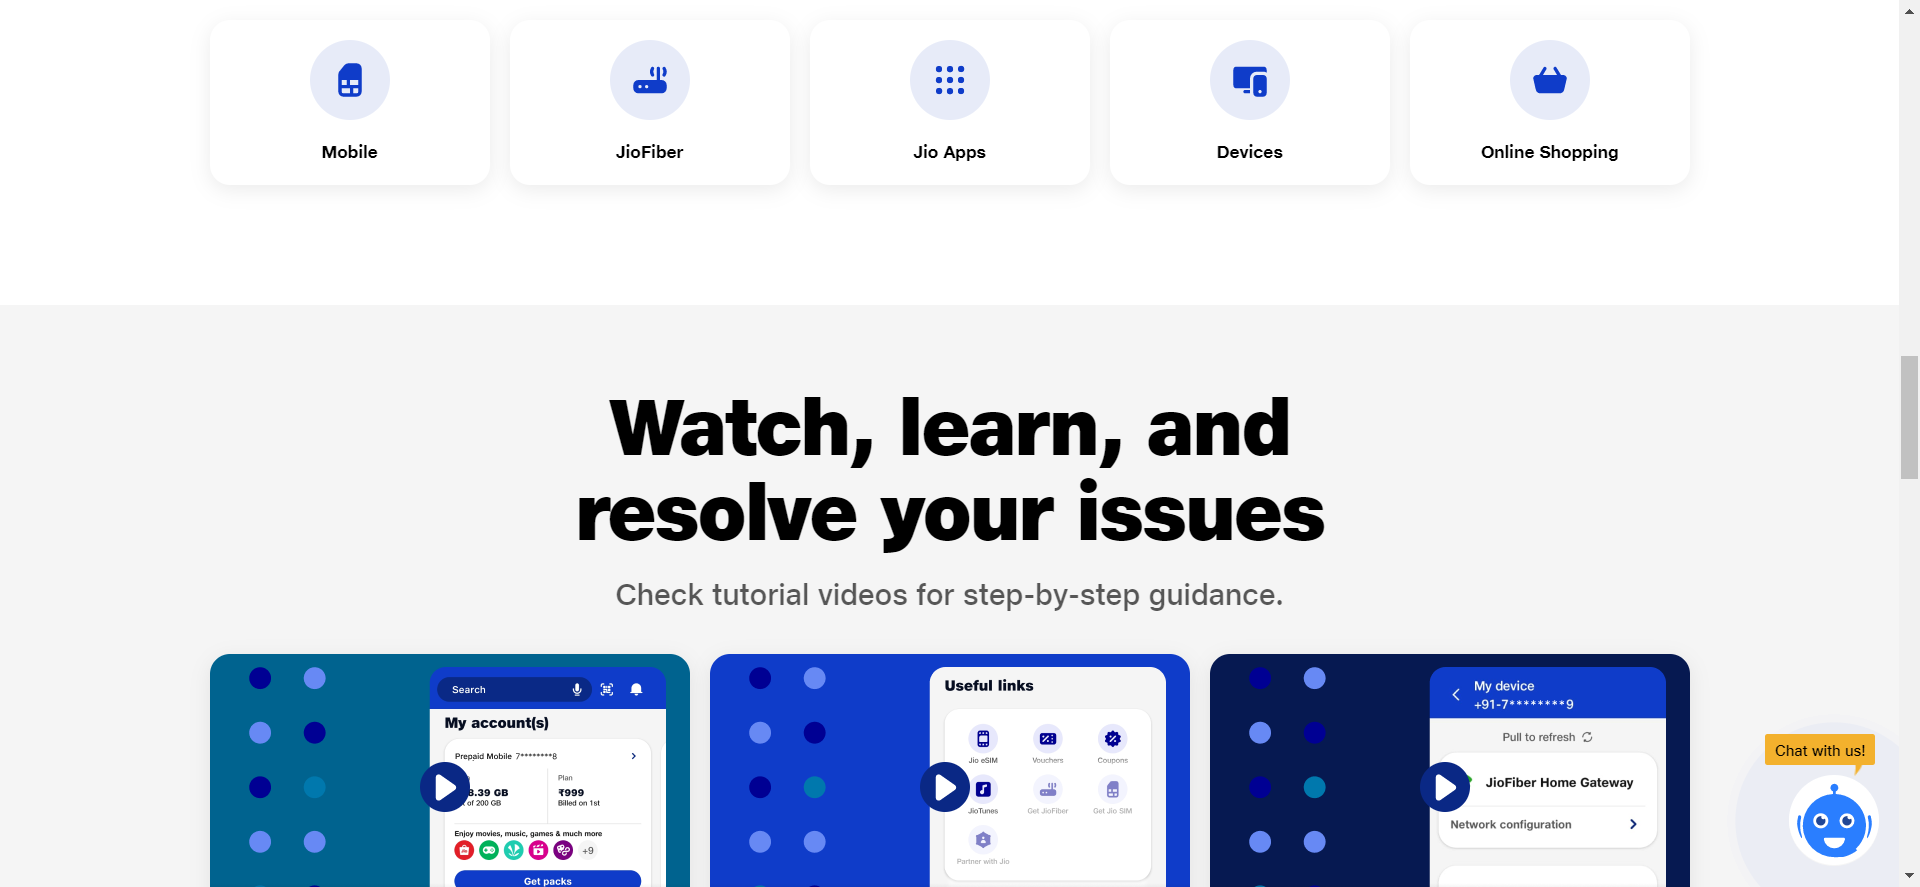 Mobile
JioFiber
Jio Apps
Devices
Online Shopping
Watch, learn, and
resolve your issues
Check tutorial videos for step-by-step guidance.
Search
My account(s)
Prepaid Mobile 7********8
Plan
.39 GB
₹999
of 200 GB
Billed on 1st
Enjoy movies, music, games & much more
+9
Get packs
Useful links
Jio eSIM
Vouchers
Coupons
JioTunes
Get JioFiber
Get Jio SIM
Partner with Jio
My device
+91-7********9
Pull to refresh
JioFiber Home Gateway
Network configuration
Chat with us!